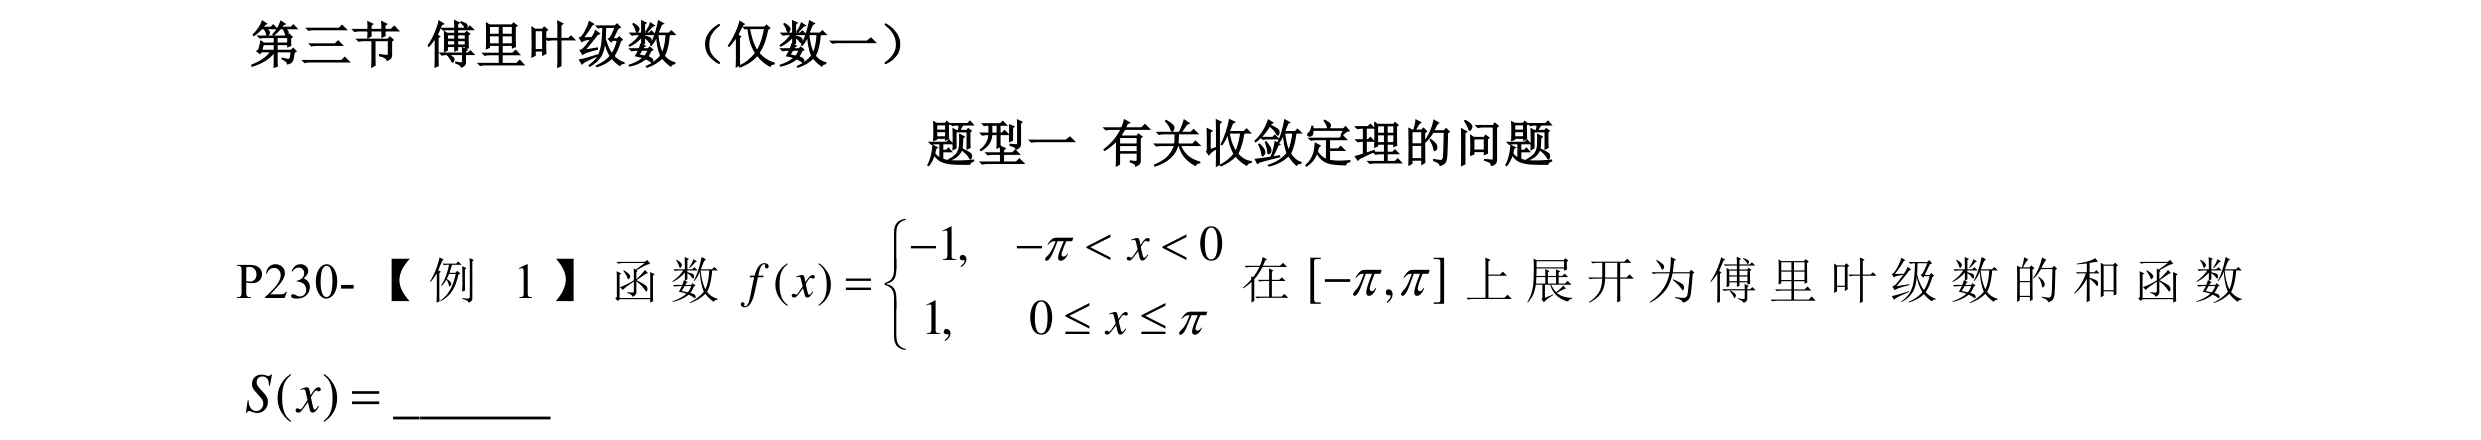 第三节 傅里叶级数（仅数一）
题型一 有关收敛定理的问题
P230-【例 1】函数 f(x) = { -1, -π < x < 0; 1, 0 ≤ x ≤ π 在 [-π,π] 上展开为傅里叶级数的和函数
S(x) = ______